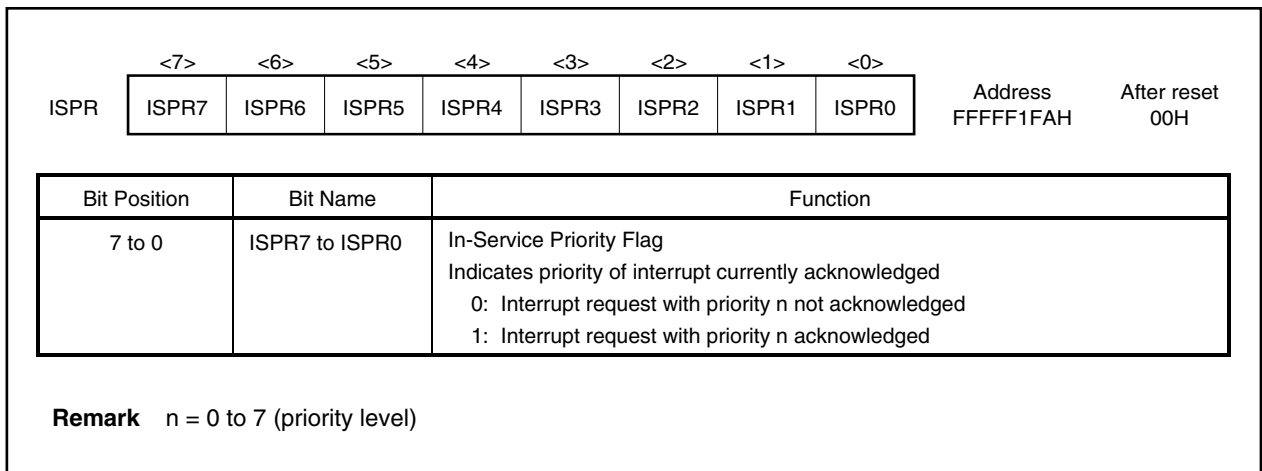 <7> <6> <5> <4> <3> <2> <1> <0>
ISPR ISPR7 ISPR6 ISPR5 ISPR4 ISPR3 ISPR2 ISPR1 ISPR0 Address After reset
FFFFF1FAH 00H
Bit Position Bit Name Function
7 to 0 ISPR7 to ISPR0 In-Service Priority Flag
Indicates priority of interrupt currently acknowledged
0: Interrupt request with priority n not acknowledged
1: Interrupt request with priority n acknowledged
Remark n = 0 to 7 (priority level)